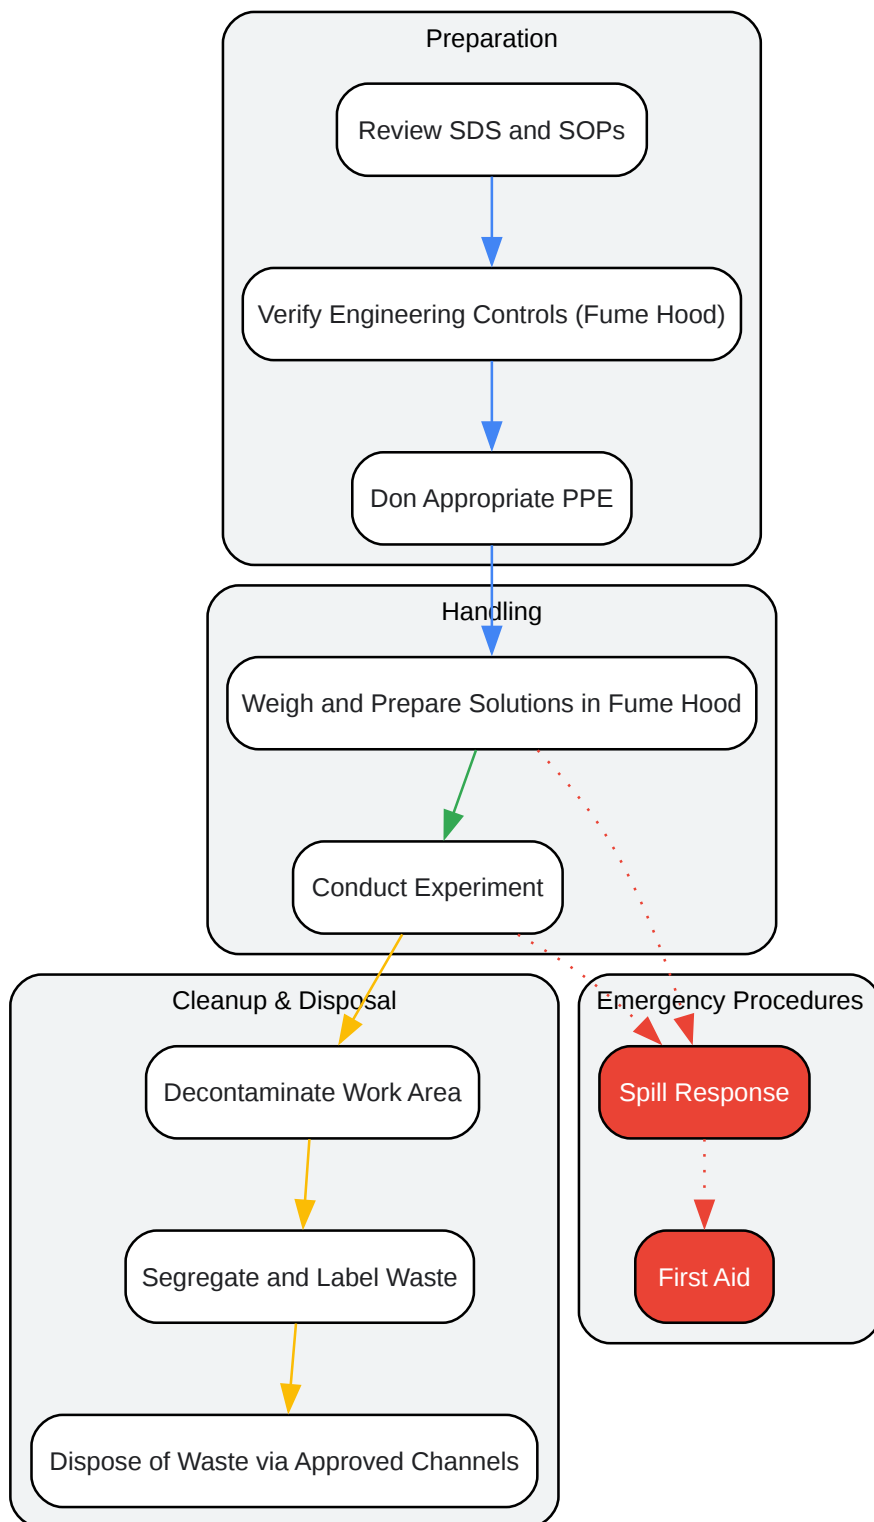 Preparation
Review SDS and SOPs
Verify Engineering Controls (Fume Hood)
Don Appropriate PPE
Handling
Weigh and Prepare Solutions in Fume Hood
Conduct Experiment
Cleanup & Disposal
Decontaminate Work Area
Segregate and Label Waste
Dispose of Waste via Approved Channels
Emergency Procedures
Spill Response
First Aid